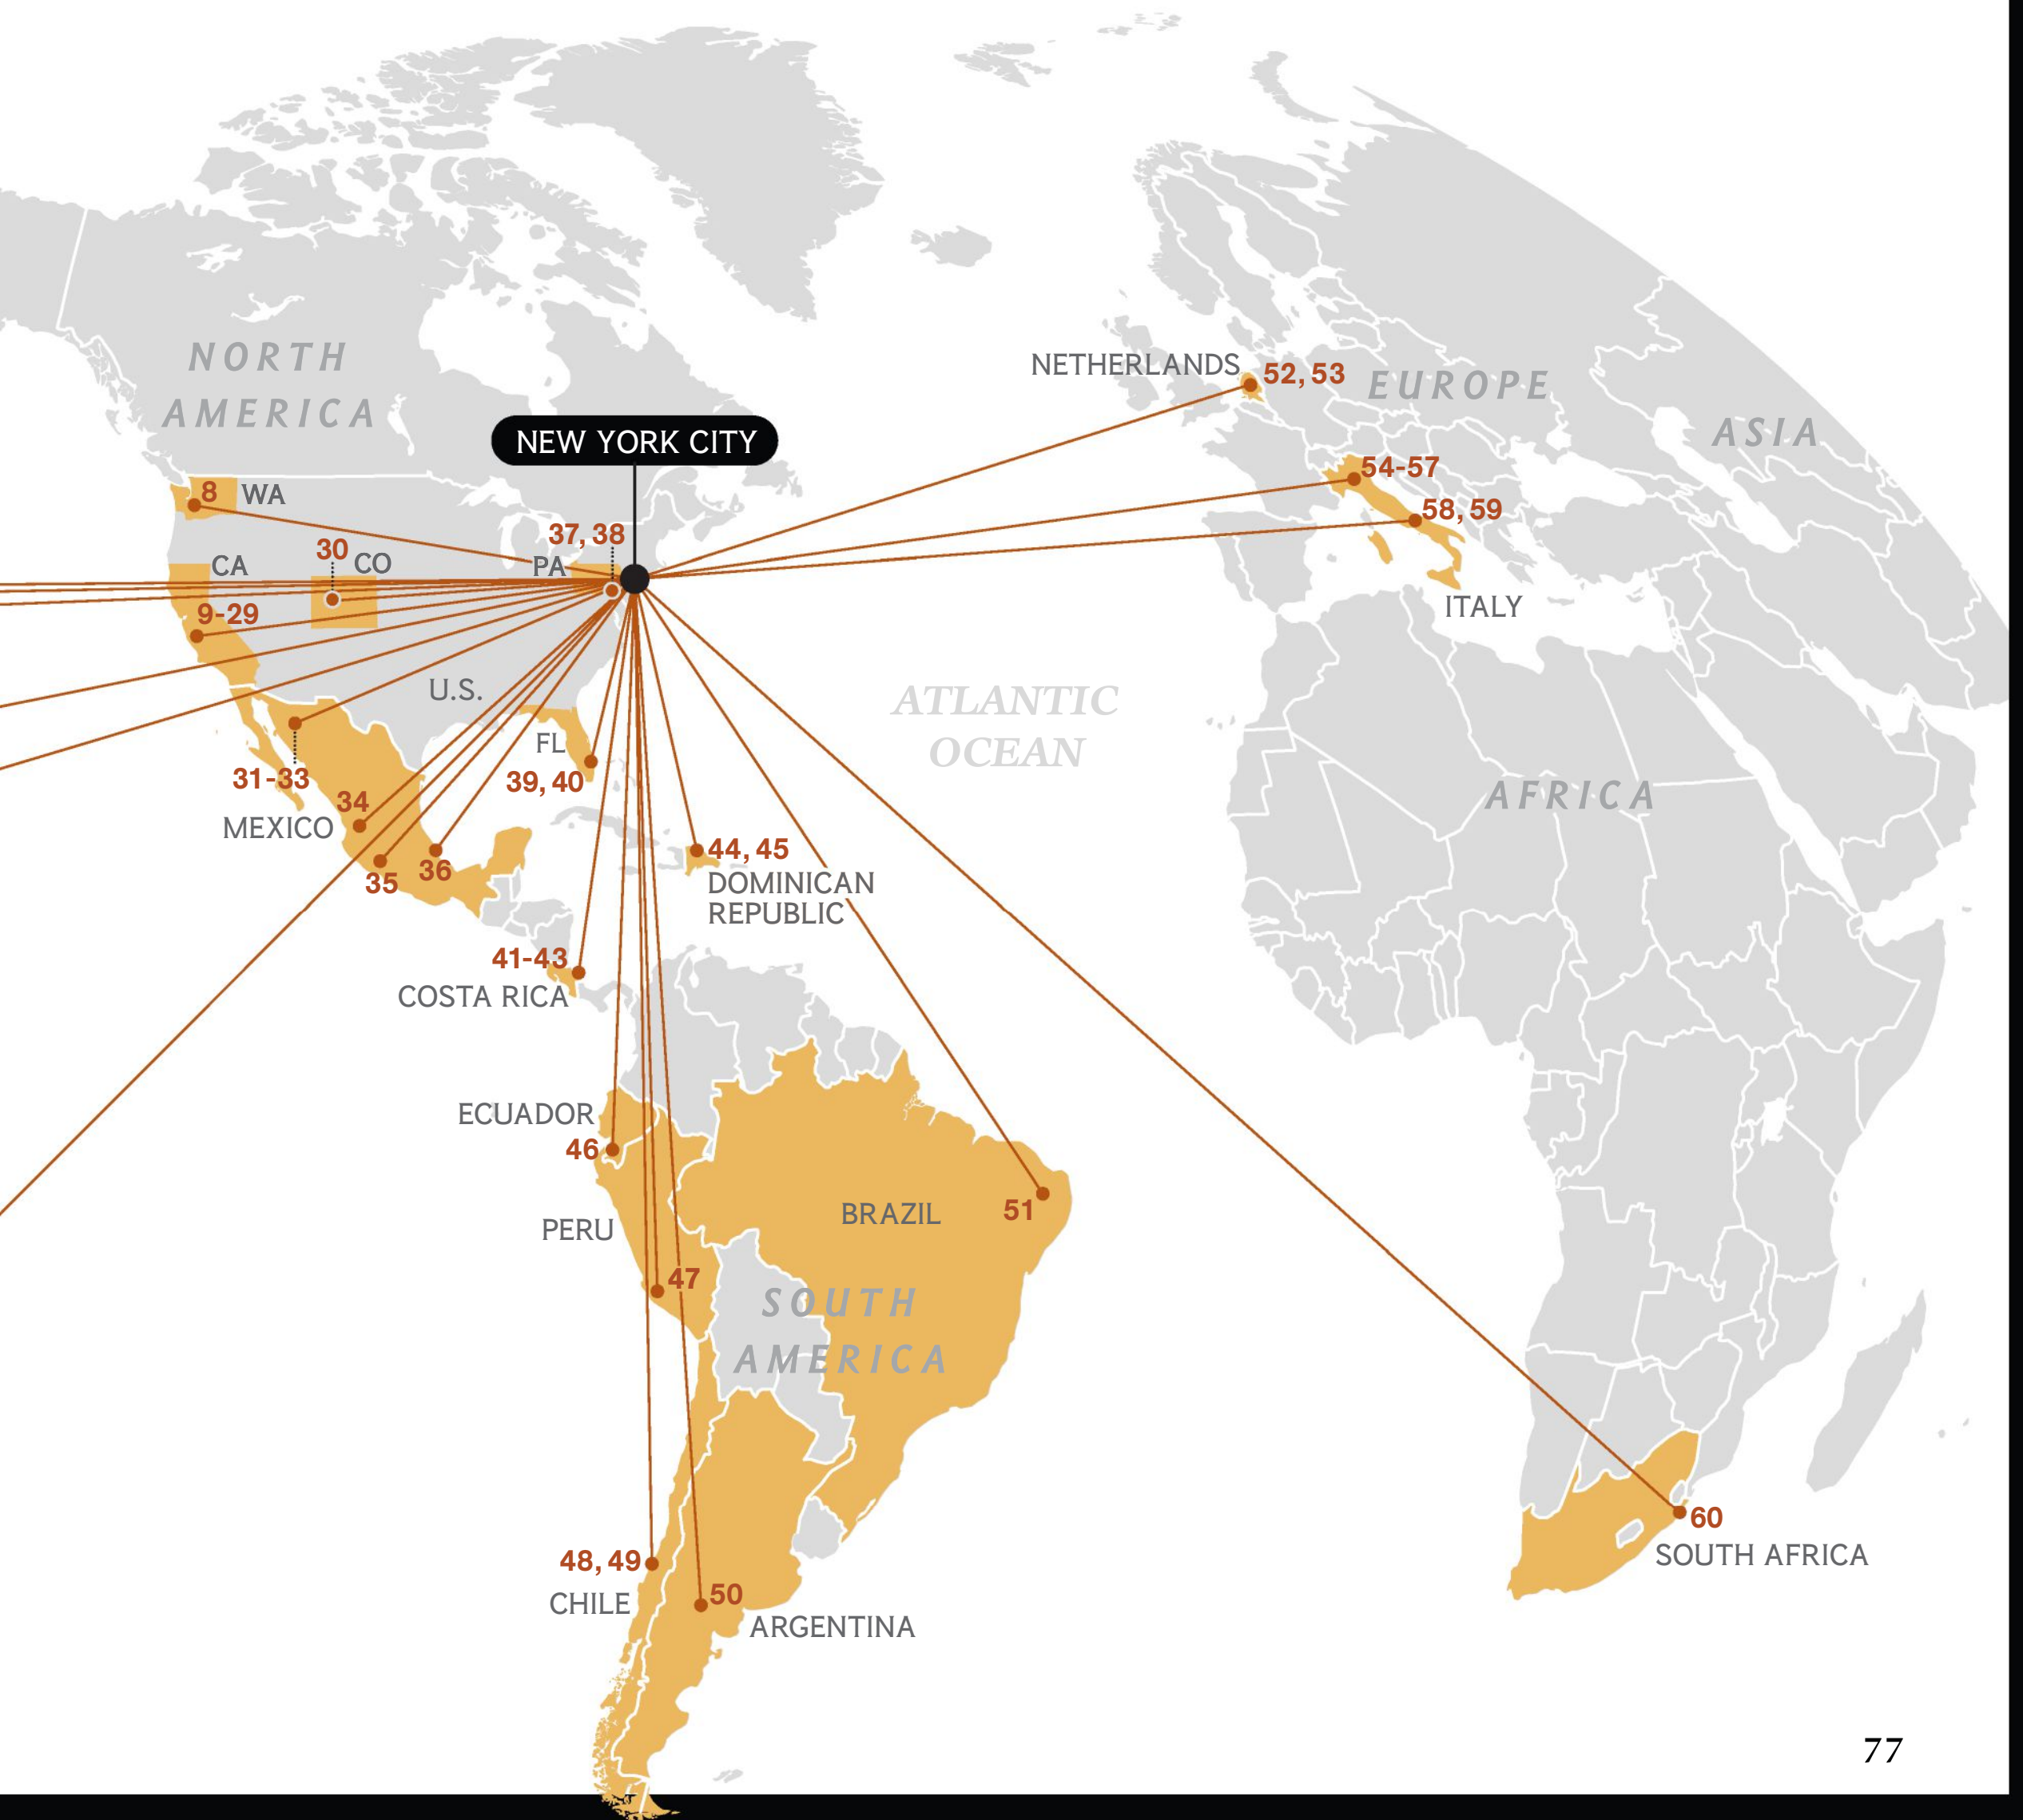 NORTH
AMERICA
NETHERLANDS
52, 53
EUROPE
ASIA
NEW YORK CITY
54-57
8
WA
58, 59
37, 38
30
CA
CO
PA
9-29
ITALY
U.S.
ATLANTIC
OCEAN
FL
31-33
39, 40
AFRICA
34
MEXICO
44, 45
35
36
DOMINICAN
REPUBLIC
41-43
COSTA RICA
ECUADOR
46
BRAZIL
51
PERU
47
SOUTH
AMERICA
60
SOUTH AFRICA
48, 49
CHILE
50
ARGENTINA
77